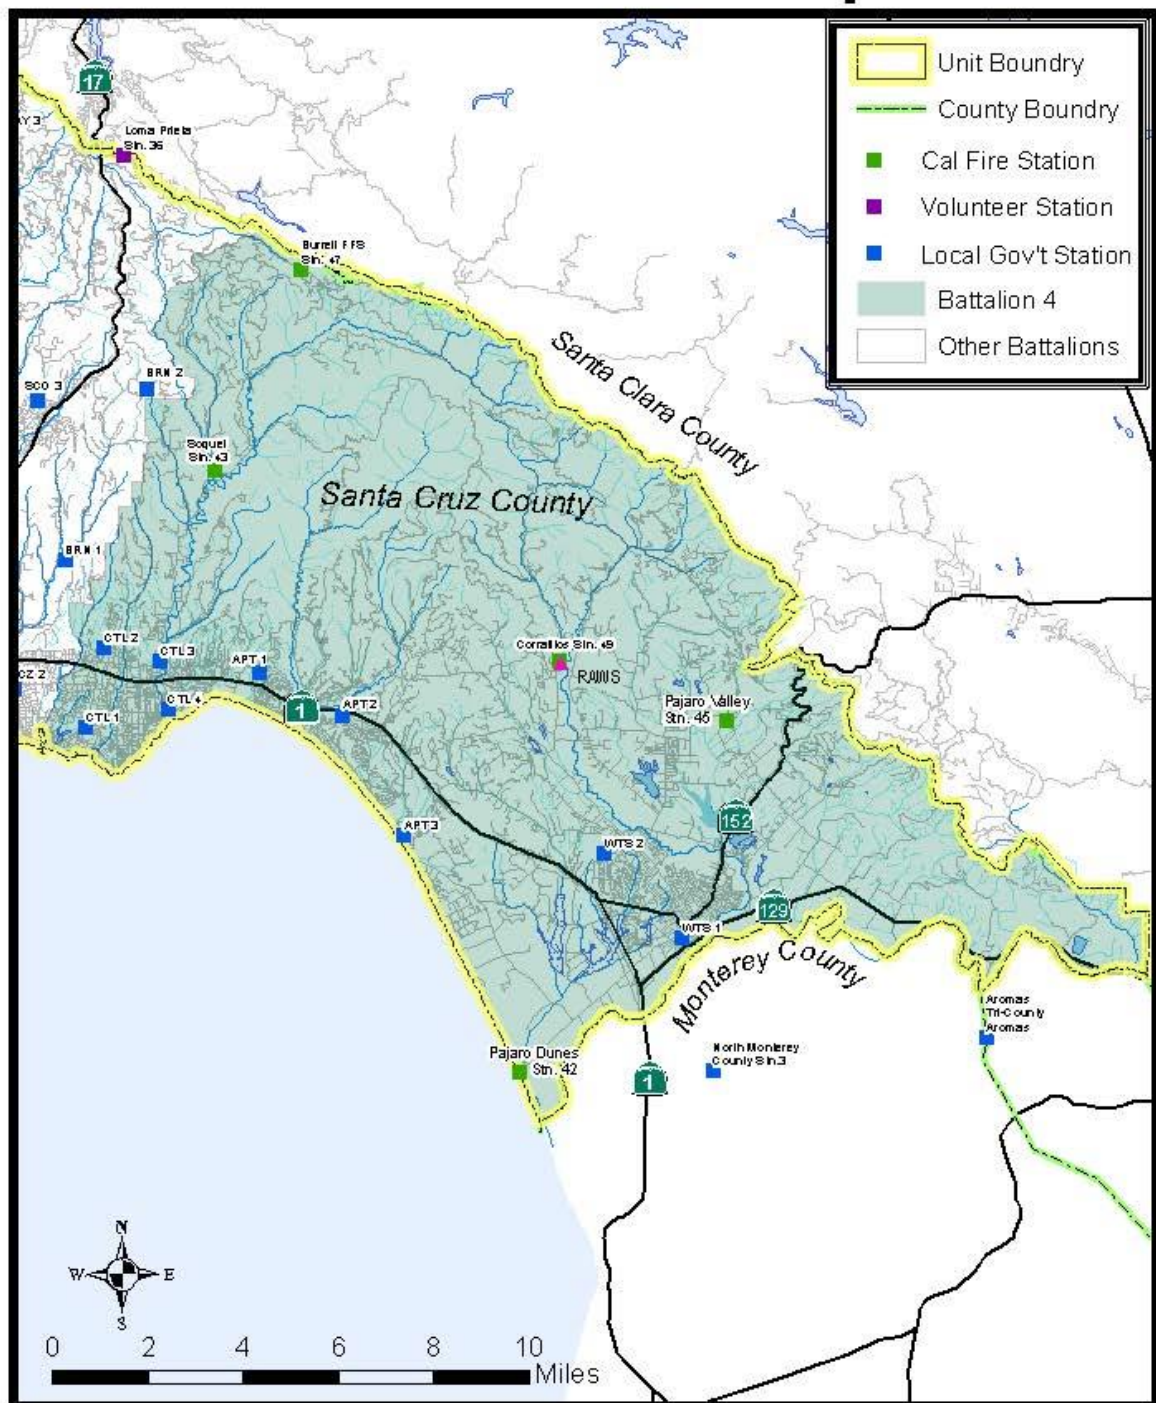 Unit Boundry
County Boundry
Cal Fire Station
Volunteer Station
Local Gov't Station
Battalion 4
Other Battalions
17
Loma Prieta
Stn. 36
Burrell FFS
Stn. 47
Santa Clara County
SCO 3
BRN 2
Soquel
Stn. 43
Santa Cruz County
BRN 1
CTL 2
CTL 3
APT 1
Corralitos Stn. 49
RAWS
CTL 1
CTL 4
1
APT 2
Pajaro Valley
Stn. 45
APT 3
152
WTS 2
129
WTS 1
Monterey County
Aromas
Tri-County
Aromas
Pajaro Dunes
Stn. 42
North Monterey
County Stn.3
1
N
W
E
S
0 2 4 6 8 10
Miles